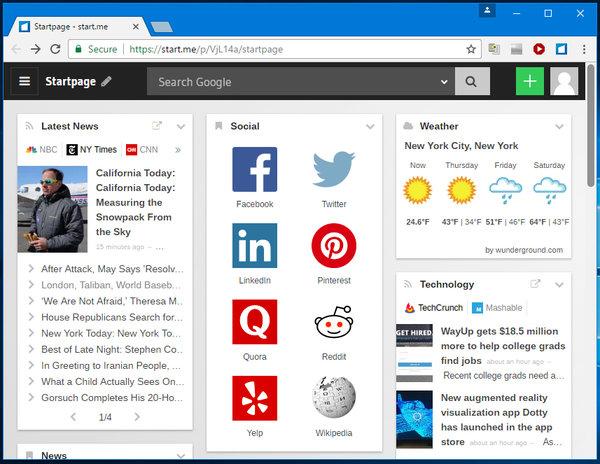 Startpage - start.me
Secure
https://start.me/p/VjL14a/startpage
Startpage
Search Google
Latest News
NBC
NY Times
CNN
»
California Today:
California Today:
Measuring the
Snowpack From
the Sky
15 minutes ago – ...
After Attack, May Says 'Resolv...
London, Taliban, World Baseb...
'We Are Not Afraid,' Theresa M...
House Republicans Search for...
New York Today: New York To...
Best of Late Night: Stephen Co...
In Greeting to Iranian People, ...
What a Child Actually Sees On...
Gorsuch Completes His 20-Ho...
1/4
News
Social
Facebook
Twitter
LinkedIn
Pinterest
Quora
Reddit
Yelp
Wikipedia
Weather
New York City, New York
Now
Thursday
Friday
Saturday
24.6°F
43°F | 34°F
51°F | 46°F
64°F | 43°F
by wunderground.com
Technology
TechCrunch
Mashable
GET HIRED
WayUp gets $18.5 million
more to help college grads
find jobs about an hour ago –
Recent college grads need a...
New augmented reality
visualization app Dotty
has launched in the app
store about an hour ago – As...